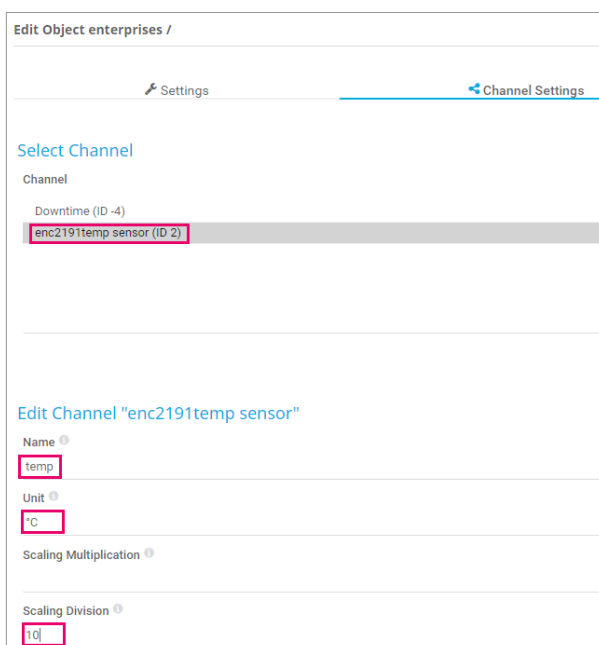 Edit Object enterprises /
Settings
Channel Settings
Select Channel
Channel
Downtime (ID -4)
enc2191temp sensor (ID 2)
Edit Channel "enc2191temp sensor"
Name
temp
Unit
°C
Scaling Multiplication
Scaling Division
10